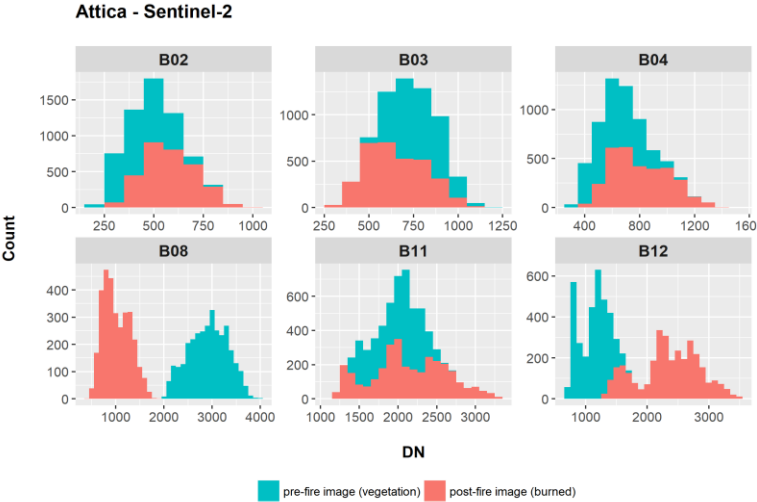 Attica - Sentinel-2
B02 B03 B04
1500
1000
500
0
250 500 750 1000
1000
500
0
250 500 750 1000 1250
1000
500
0
400 800 1200 160
B08 B11 B12
400
300
200
100
0
1000 2000 3000 4000
600
400
200
0
1000 1500 2000 2500 3000
600
400
200
0
1000 2000 3000
Count
DN
pre-fire image (vegetation) post-fire image (burned)